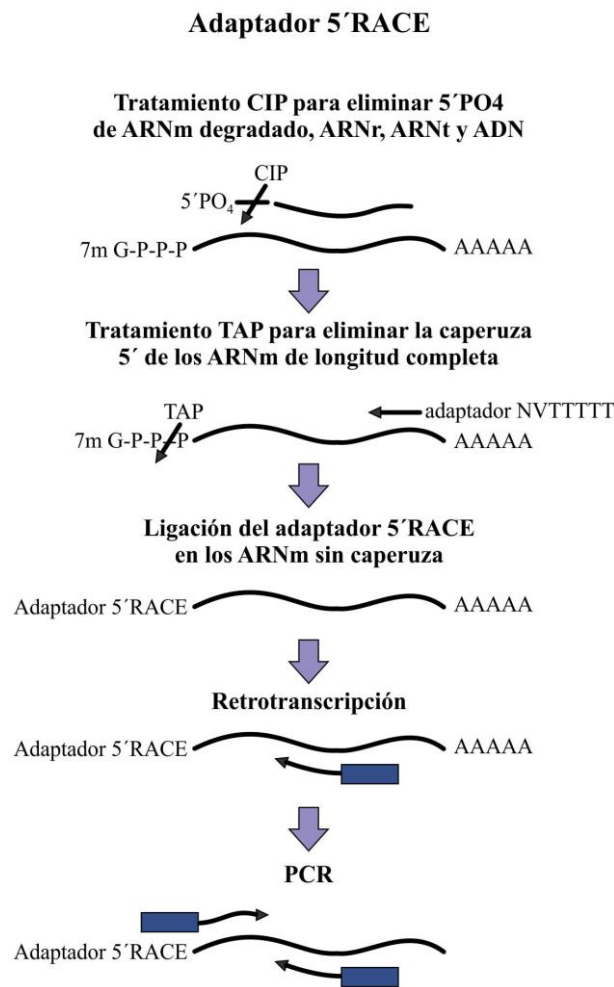 Adaptador 5´RACE
Tratamiento CIP para eliminar 5´PO4
de ARNm degradado, ARNr, ARNt y ADN
CIP
5´PO₄
7m G-P-P-P
AAAAA
Tratamiento TAP para eliminar la caperuza
5´ de los ARNm de longitud completa
TAP
adaptador NVTTTTT
7m G-P-P-P
AAAAA
Ligación del adaptador 5´RACE
en los ARNm sin caperuza
Adaptador 5´RACE
AAAAA
Retrotranscripción
Adaptador 5´RACE
AAAAA
PCR
Adaptador 5´RACE